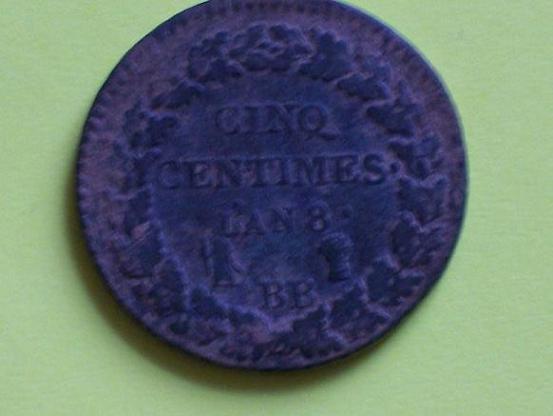 CINQ
CENTIMES.
L'AN 8.
BB